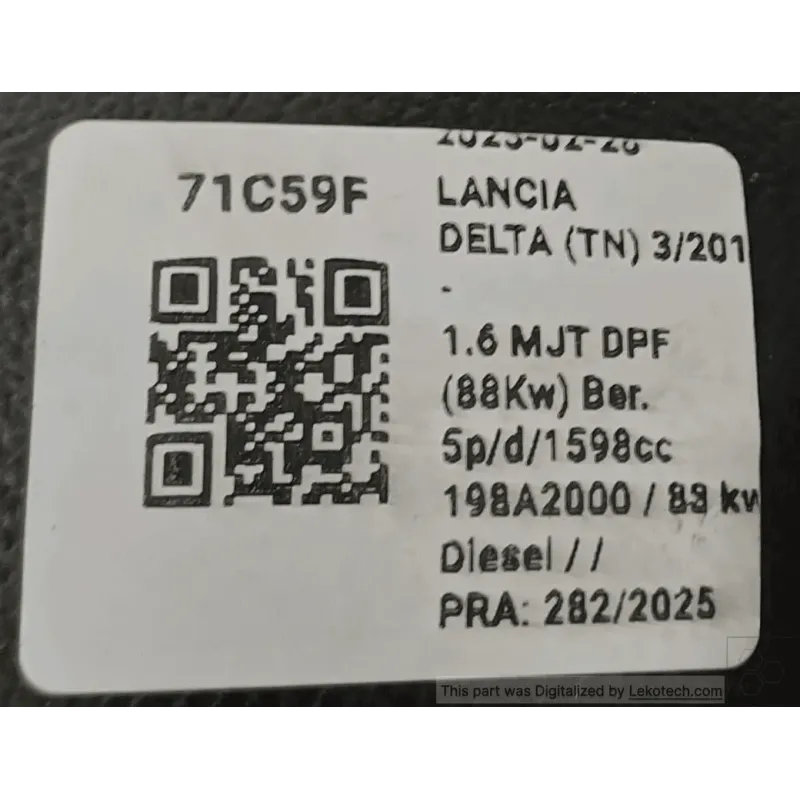 71C59F
LANCIA
DELTA (TN) 3/201
-
1.6 MJT DPF
(88Kw) Ber.
5p/d/1598cc
198A2000 / 88 kw
Diesel / /
PRA: 282/2025
This part was Digitalized by Lekotech.com